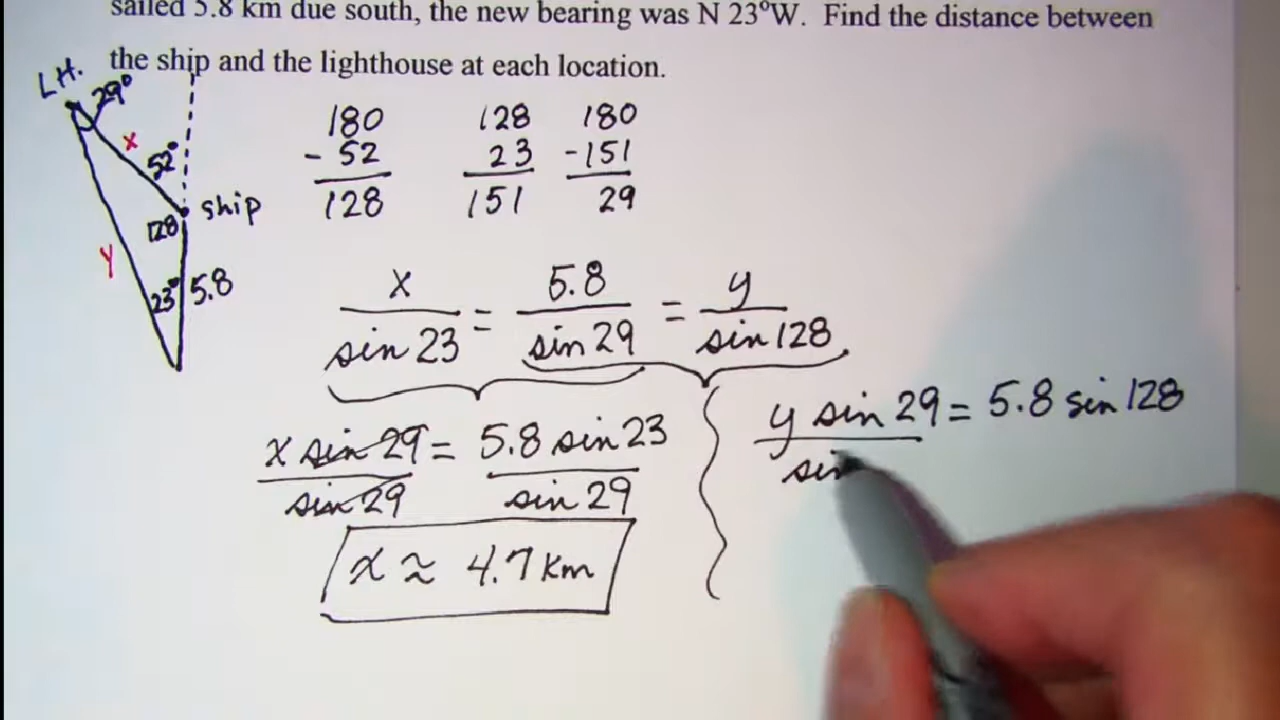 sailed 5.8 km due south, the new bearing was N 23°W. Find the distance between
the ship and the lighthouse at each location.
LH.
29°
x
52°
ship
128
y
23°
5.8
180
- 52
128
128
23
151
180
-151
29
x / sin 23 = 5.8 / sin 29 = y / sin 128
x sin 29 = 5.8 sin 23
sin 29 sin 29
x ≈ 4.7 km
y sin 29 = 5.8 sin 128
sin